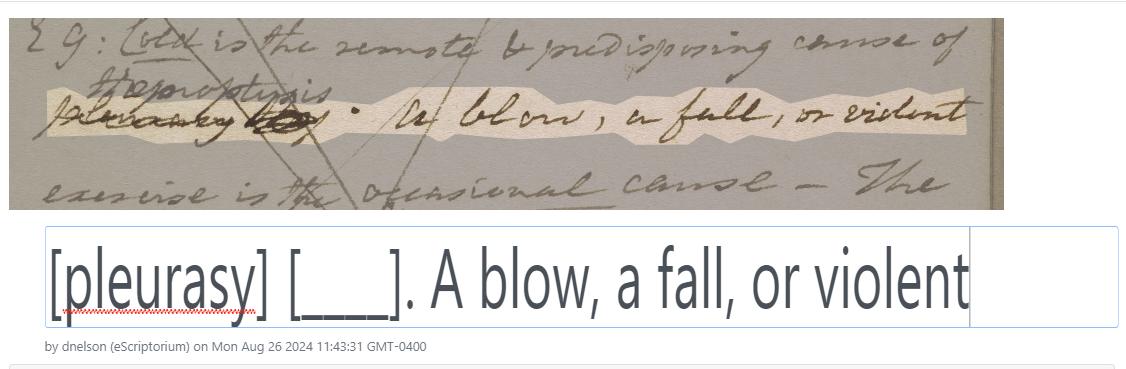 E G: Cold is the remote & predisposing cause of
Hæmoptysis
pleurasy . A blow, a fall, or violent
exercise is the occasional cause – The
[pleurasy] [____]. A blow, a fall, or violent
by dnelson (eScriptorium) on Mon Aug 26 2024 11:43:31 GMT-0400